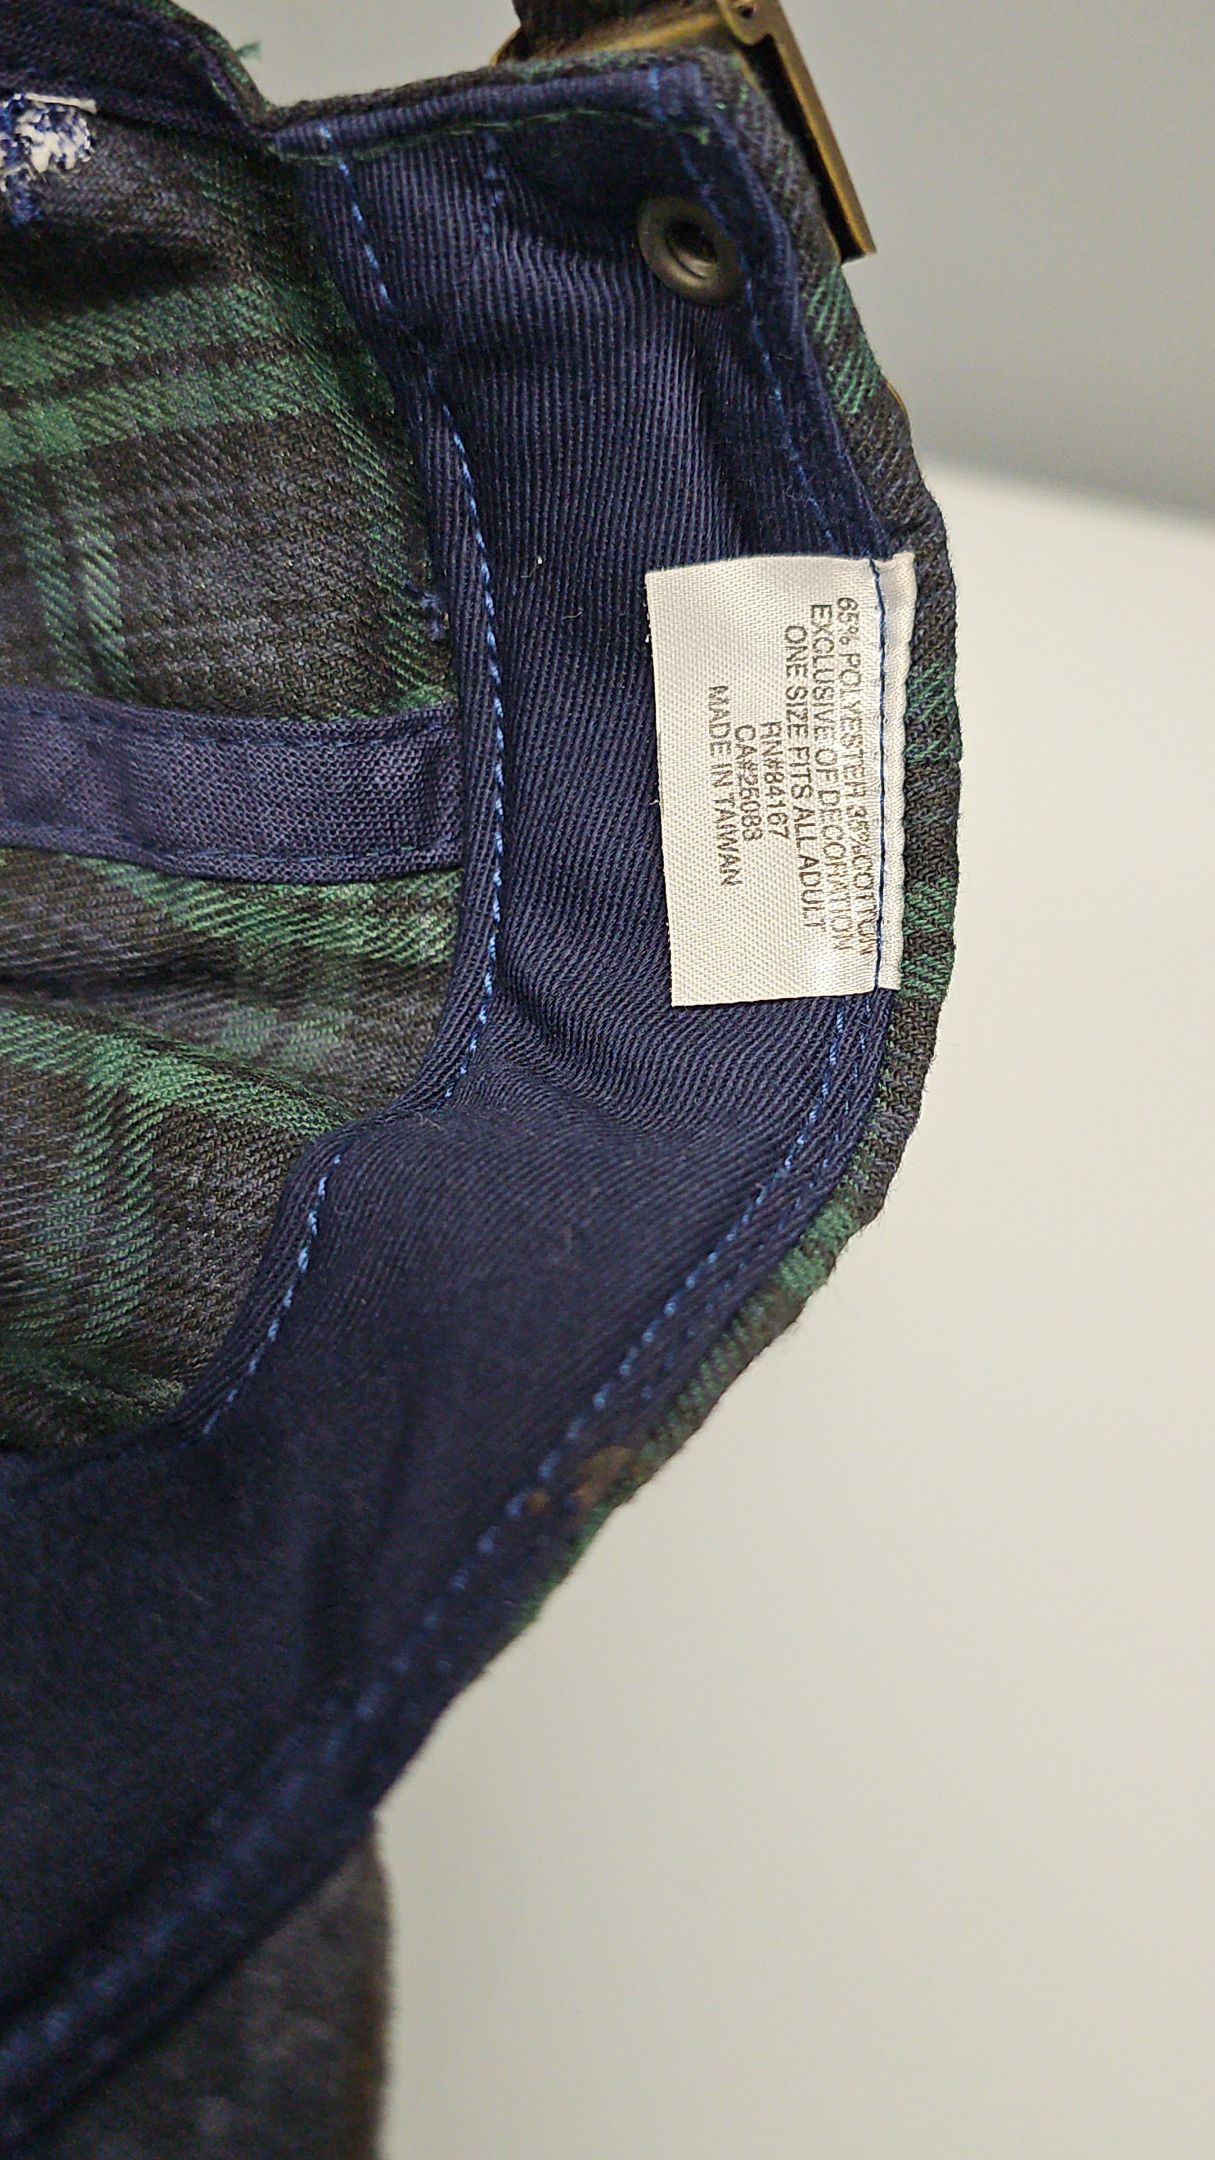 65% POLYESTER 35% COTTON
EXCLUSIVE OF DECORATION
ONE SIZE FITS ALL ADULT
RN#84167
CA#25083
MADE IN TAIWAN